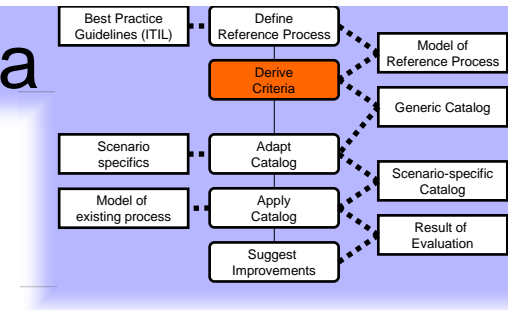 a
Best Practice
Guidelines (ITIL)
Define
Reference Process
Model of
Reference Process
Derive
Criteria
Generic Catalog
Scenario
specifics
Adapt
Catalog
Scenario-specific
Catalog
Model of
existing process
Apply
Catalog
Result of
Evaluation
Suggest
Improvements